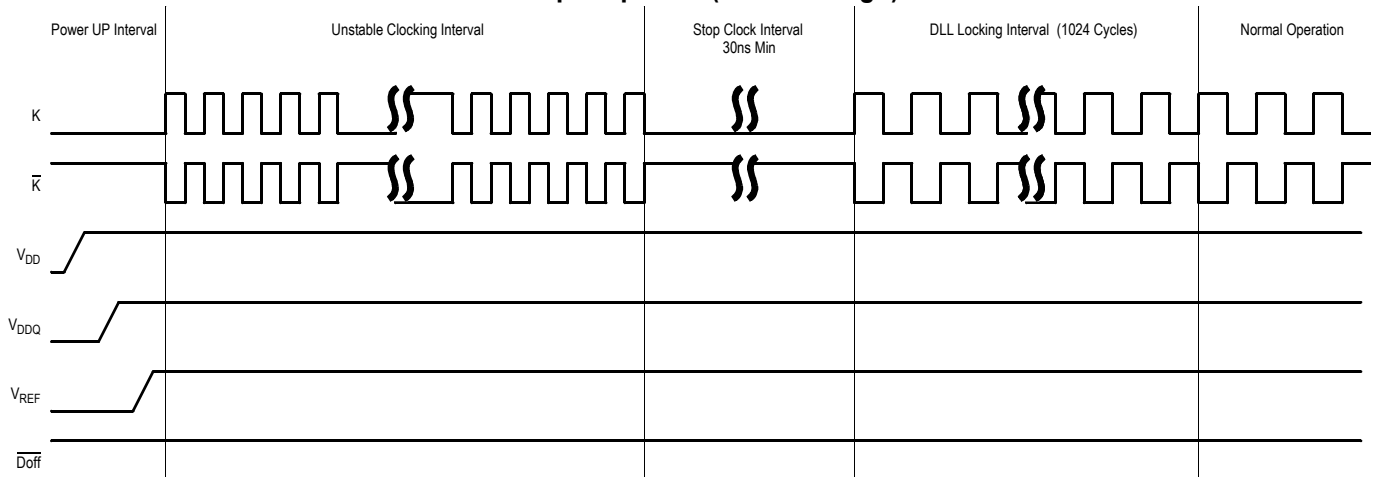 Power UP Interval
Unstable Clocking Interval
Stop Clock Interval
30ns Min
DLL Locking Interval (1024 Cycles)
Normal Operation
K
K̅
VDD
VDDQ
VREF
D̅o̅f̅f̅